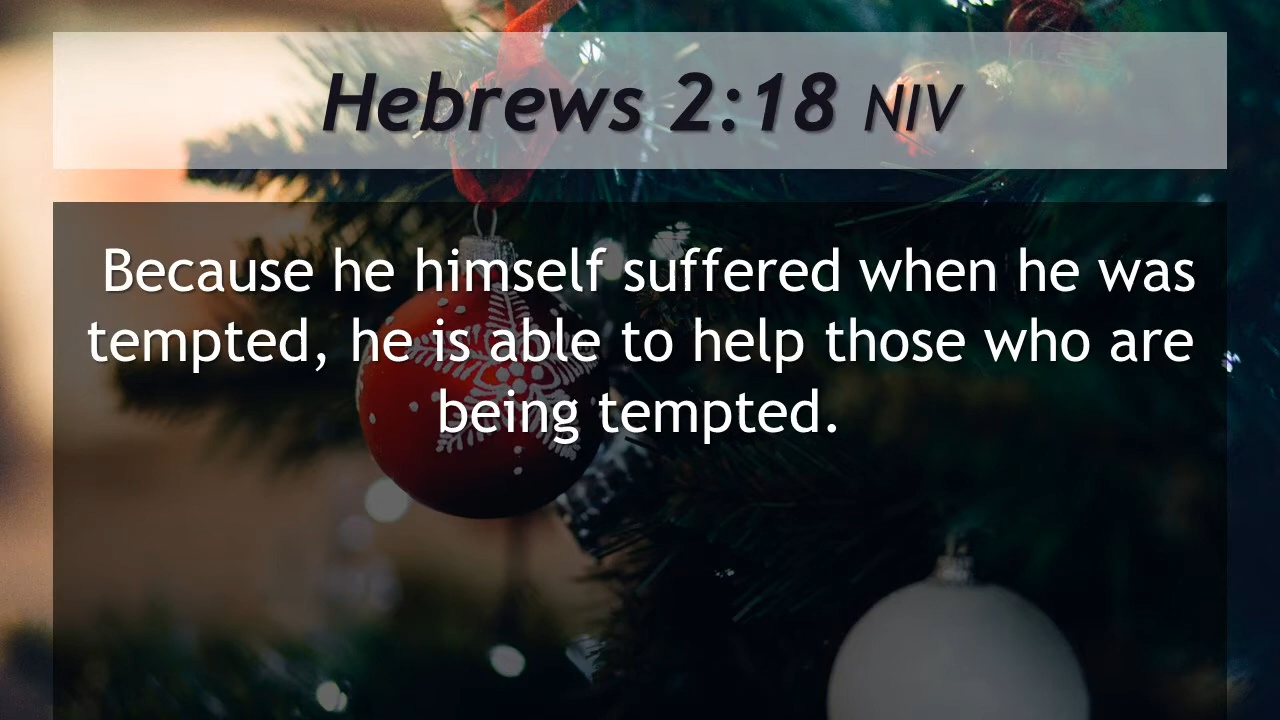 Hebrews 2:18 NIV
Because he himself suffered when he was
tempted, he is able to help those who are
being tempted.